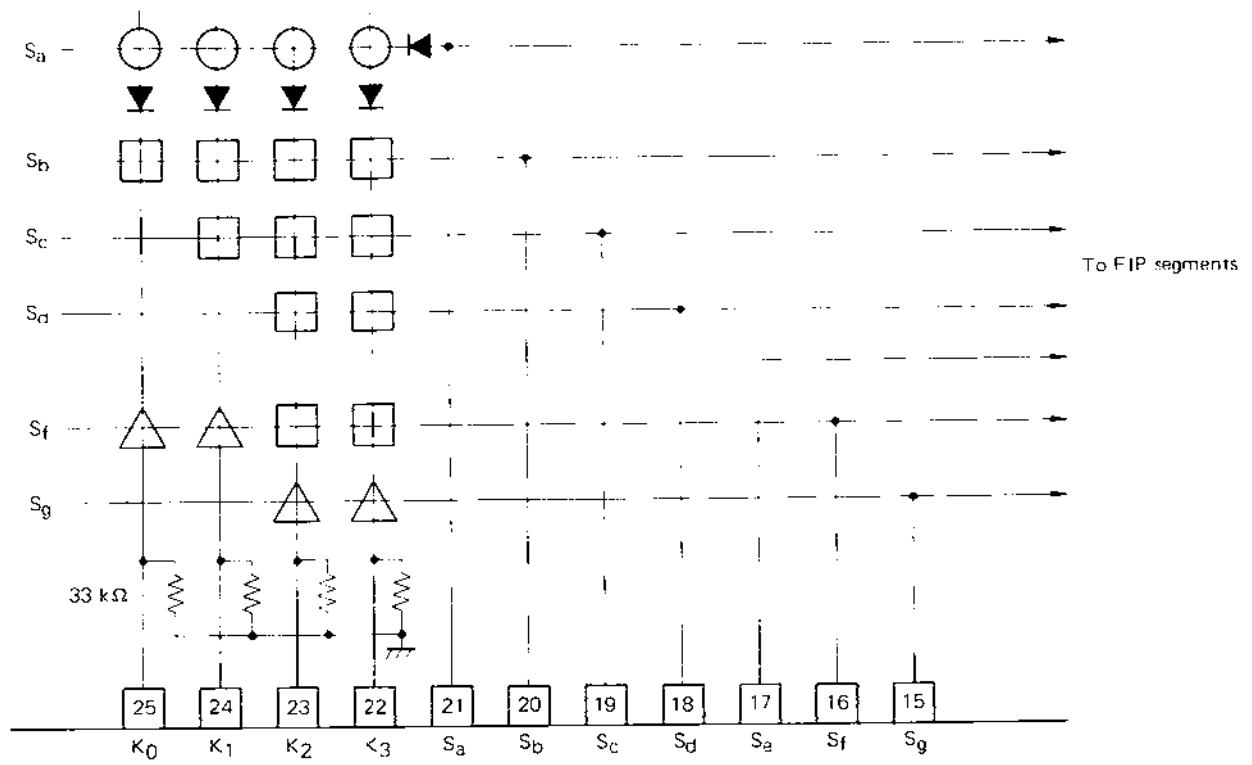 Sa
Sb
Sc
To FIP segments
Sd
Sf
Sg
33 kΩ
25 24 23 22 21 20 19 18 17 16 15
K0 K1 K2 K3 Sa Sb Sc Sd Se Sf Sg